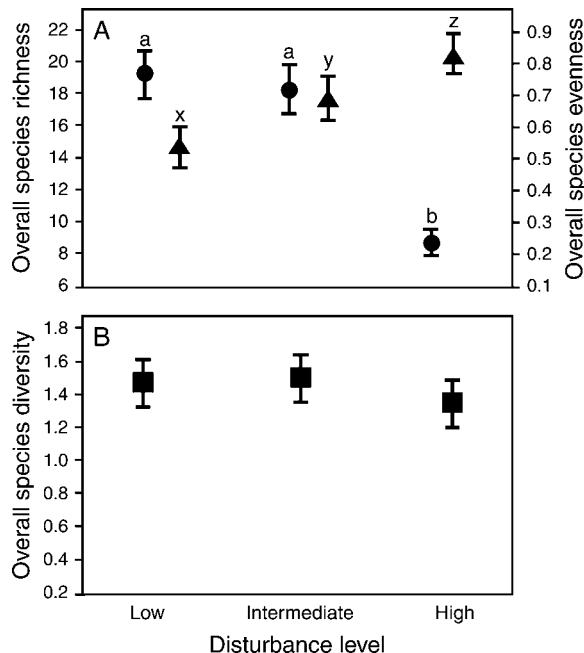 A
Overall species richness
22
20
18
16
14
12
10
8
6
a
x
a
y
z
b
0.9
0.8
0.7
0.6
0.5
0.4
0.3
0.2
0.1
Overall species evenness
B
Overall species diversity
1.8
1.6
1.4
1.2
1.0
0.8
0.6
0.4
0.2
Low Intermediate High
Disturbance level